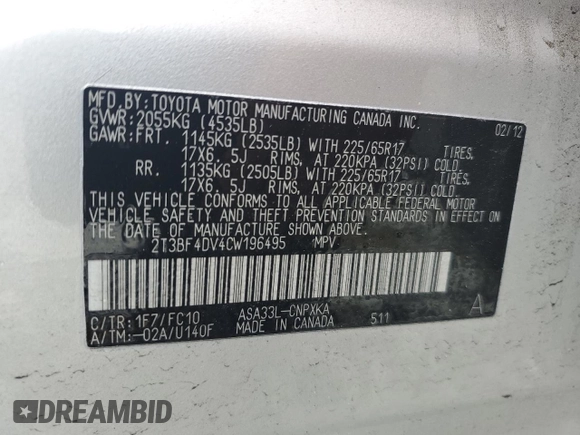 MFD. BY: TOYOTA MOTOR MANUFACTURING CANADA INC.
GVWR: 2055KG (4535LB) 02/12
GAWR: FRT. 1145KG (2535LB) WITH 225/65R17 TIRES,
17X6. 5J RIMS, AT 220KPA (32PSI) COLD.
RR. 1135KG (2505LB) WITH 225/65R17 TIRES,
17X6. 5J RIMS, AT 220KPA (32PSI) COLD.
THIS VEHICLE CONFORMS TO ALL APPLICABLE FEDERAL MOTOR
VEHICLE SAFETY AND THEFT PREVENTION STANDARDS IN EFFECT ON
THE DATE OF MANUFACTURE SHOWN ABOVE.
2T3BF4DV4CW196495 MPV
C/TR: 1F7/FC10 ASA33L-CNPXKA A
A/TM: -02A/U140F MADE IN CANADA 511
DREAMBID